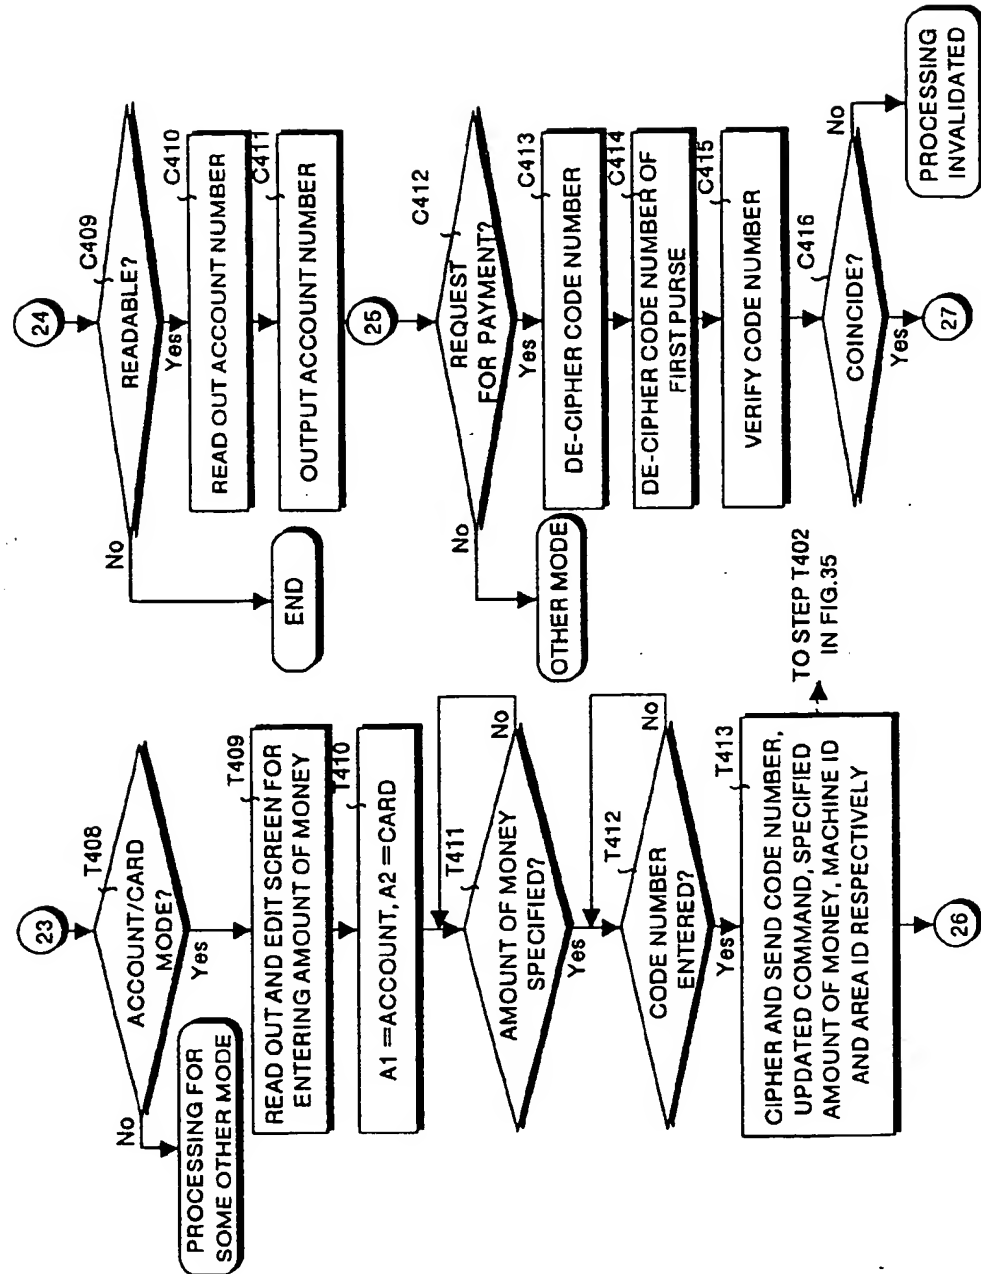 23
T408
ACCOUNT/CARD
MODE?
No
Yes
PROCESSING FOR
SOME OTHER MODE
T409
READ OUT AND EDIT SCREEN FOR
ENTERING AMOUNT OF MONEY
T410
A1 = ACCOUNT, A2 = CARD
T411
AMOUNT OF MONEY
SPECIFIED?
No
Yes
T412
CODE NUMBER
ENTERED?
No
Yes
T413
CIPHER AND SEND CODE NUMBER,
UPDATED COMMAND, SPECIFIED
AMOUNT OF MONEY, MACHINE ID
AND AREA ID RESPECTIVELY
TO STEP T402
IN FIG.35
26
24
C409
READABLE?
No
Yes
END
C410
READ OUT ACCOUNT NUMBER
C411
OUTPUT ACCOUNT NUMBER
25
C412
REQUEST
FOR PAYMENT?
No
Yes
OTHER MODE
C413
DE-CIPHER CODE NUMBER
C414
DE-CIPHER CODE NUMBER OF
FIRST PURSE
C415
VERIFY CODE NUMBER
C416
COINCIDE?
No
Yes
PROCESSING
INVALIDATED
27